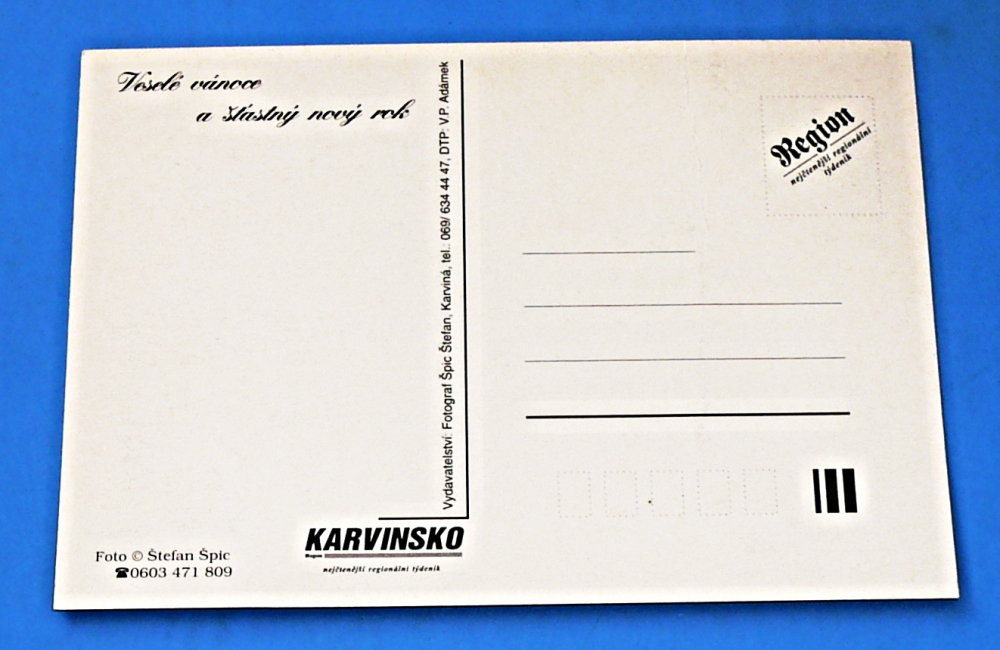 Veselé vánoce
a šťastný nový rok
Vydavatelství: Fotograf Špic Štefan, Karviná, tel.: 069/ 634 44 47, DTP: V.P. Adámek
Region
nejčtenější regionální
týdeník
Foto © Štefan Špic
☎0603 471 809
KARVINSKO
Region
nejčtenější regionální týdeník